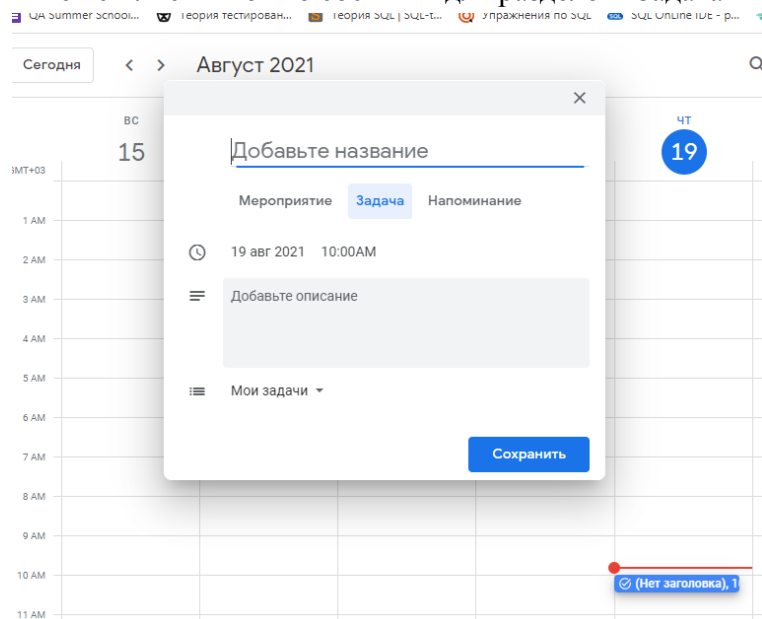 QA Summer School... Теория тестирован... Теория SQL | SQL-t... Упражнения по SQL SQL Online IDE - p...
Сегодня < > Август 2021
ВС ЧТ
15 19
GMT+03
Добавьте название
Мероприятие Задача Напоминание
1 AM
19 авг 2021 10:00AM
2 AM
3 AM
Добавьте описание
4 AM
5 AM
Мои задачи
6 AM
7 AM
Сохранить
8 AM
9 AM
10 AM
(Нет заголовка), 1
11 AM